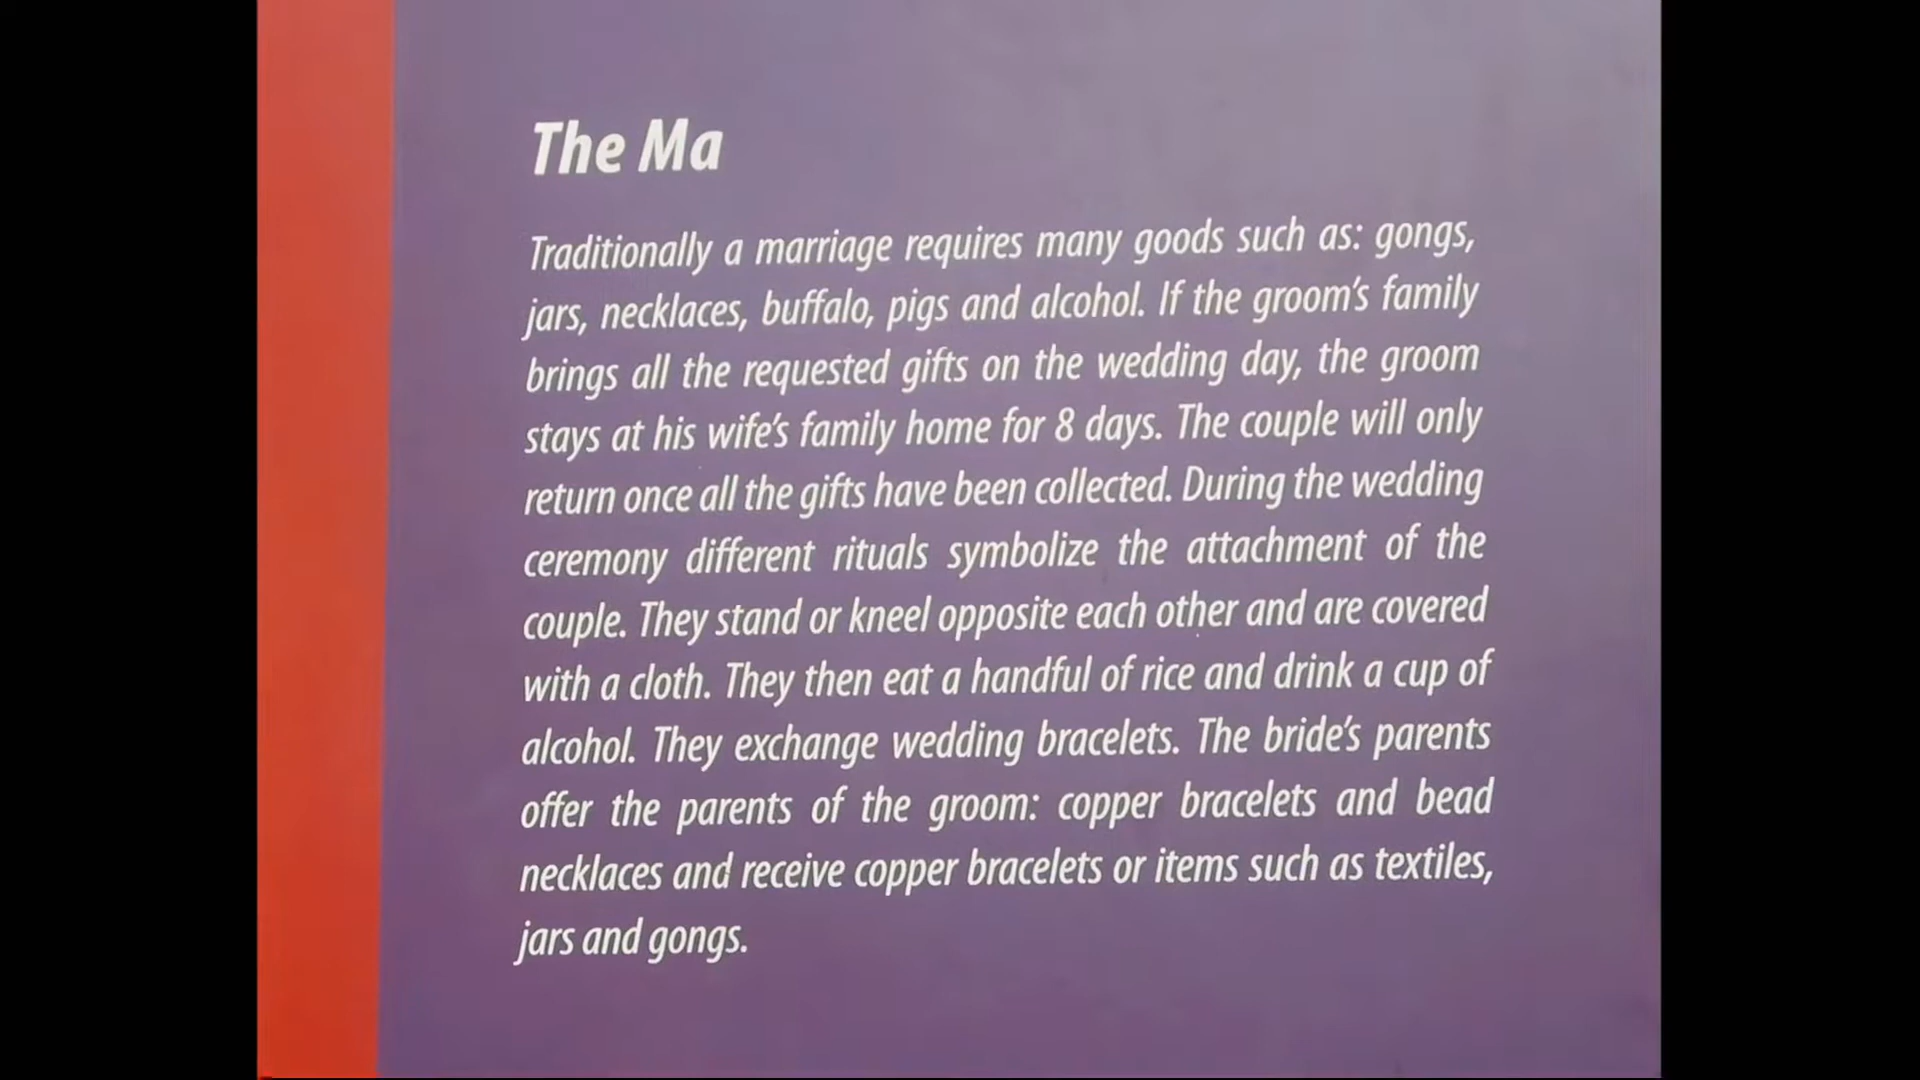 The Ma
Traditionally a marriage requires many goods such as: gongs,
jars, necklaces, buffalo, pigs and alcohol. If the groom's family
brings all the requested gifts on the wedding day, the groom
stays at his wife's family home for 8 days. The couple will only
return once all the gifts have been collected. During the wedding
ceremony different rituals symbolize the attachment of the
couple. They stand or kneel opposite each other and are covered
with a cloth. They then eat a handful of rice and drink a cup of
alcohol. They exchange wedding bracelets. The bride's parents
offer the parents of the groom: copper bracelets and bead
necklaces and receive copper bracelets or items such as textiles,
jars and gongs.